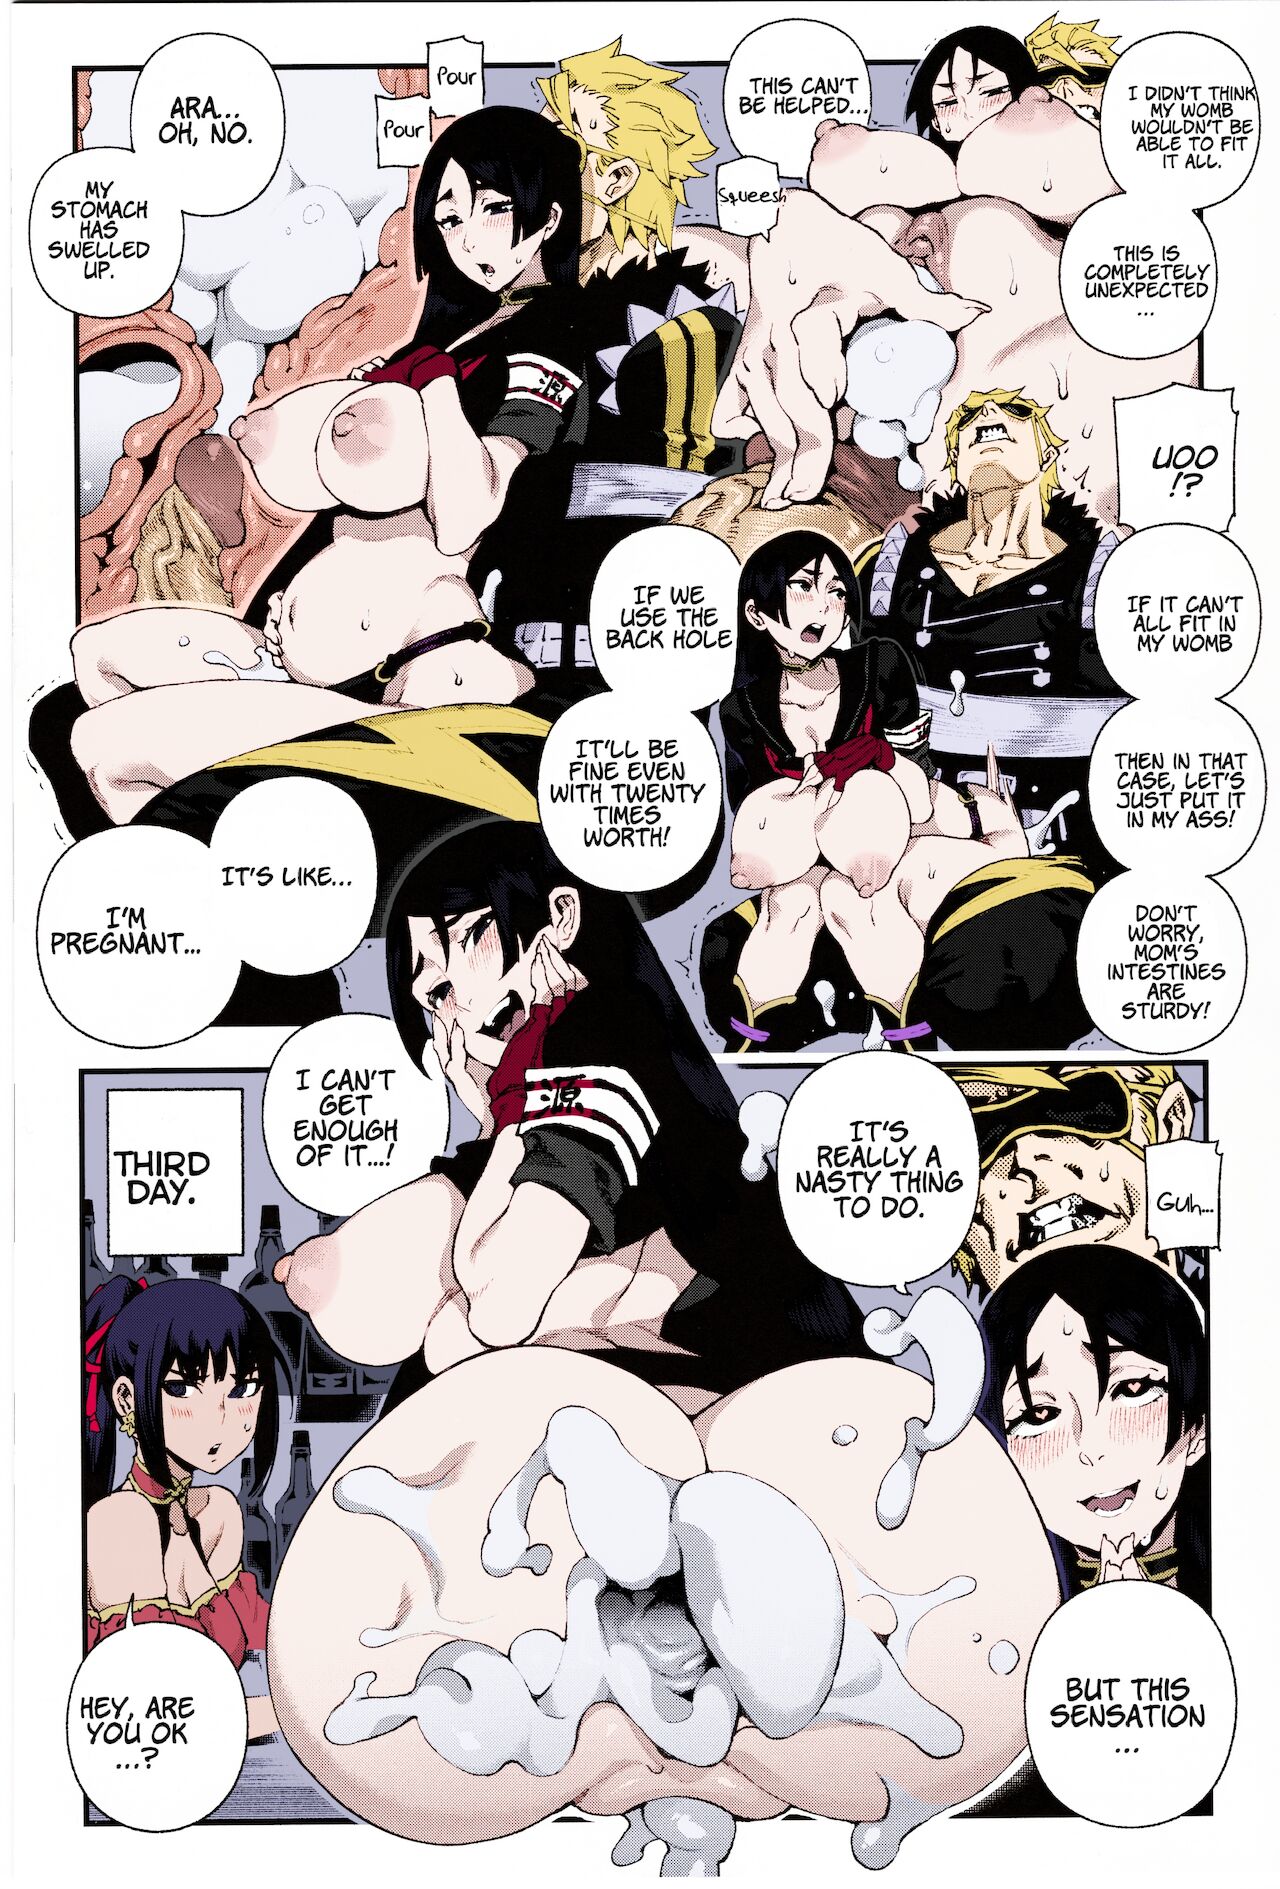 I DIDN'T THINK
MY WOMB
WOULDN'T BE
ABLE TO FIT
IT ALL.
THIS IS
COMPLETELY
UNEXPECTED
...
THIS CAN'T
BE HELPED...
Squeesh
Pour
Pour
源
ARA...
OH, NO.
MY
STOMACH
HAS
SWELLED
UP.
UOO
!?
IF IT CAN'T
ALL FIT IN
MY WOMB
THEN IN THAT
CASE, LET'S
JUST PUT IT
IN MY ASS!
DON'T
WORRY,
MOM'S
INTESTINES
ARE
STURDY!
IF WE
USE THE
BACK HOLE
IT'LL BE
FINE EVEN
WITH TWENTY
TIMES
WORTH!
IT'S LIKE...
I'M
PREGNANT...
Guh...
IT'S
REALLY A
NASTY THING
TO DO.
BUT THIS
SENSATION
...
I CAN'T
GET
ENOUGH
OF IT...!
源
THIRD
DAY.
HEY, ARE
YOU OK
...?